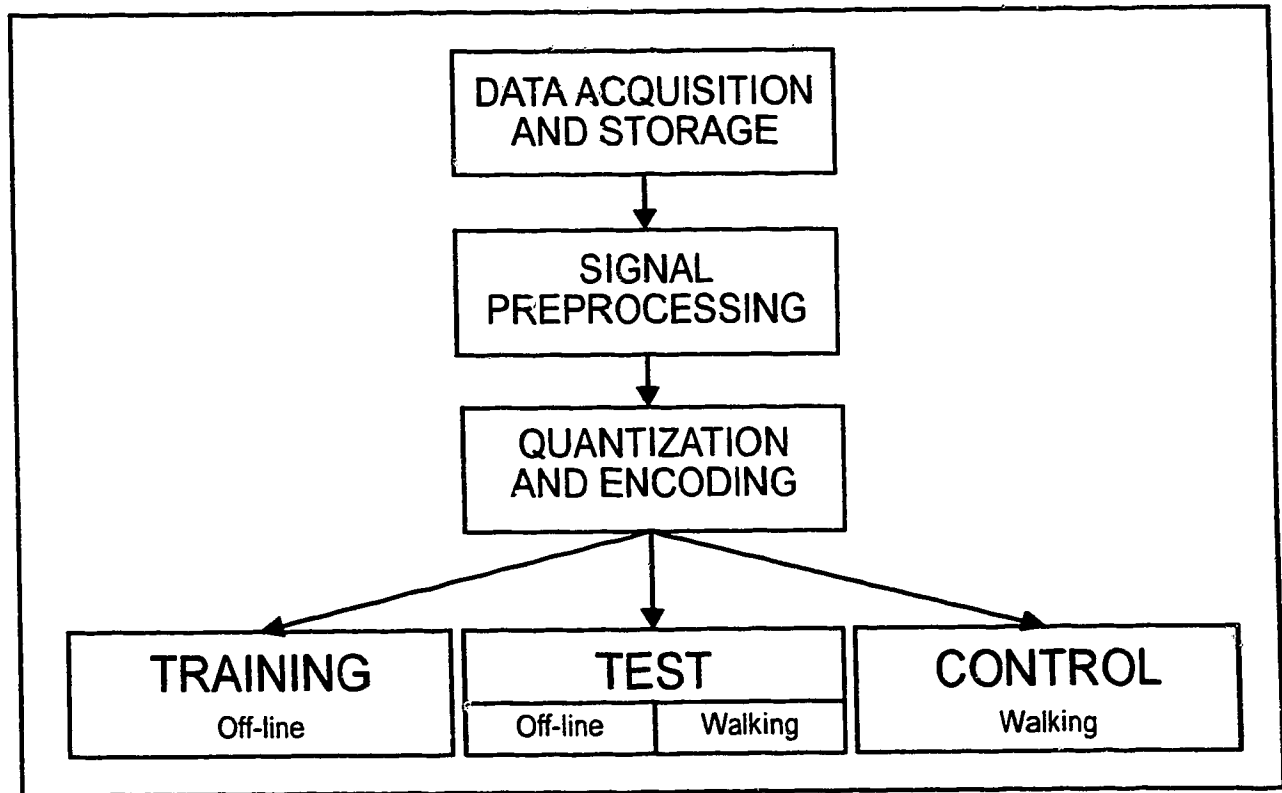 DATA ACQUISITION
AND STORAGE
SIGNAL
PREPROCESSING
QUANTIZATION
AND ENCODING
TRAINING
Off-line
TEST
Off-line
Walking
CONTROL
Walking